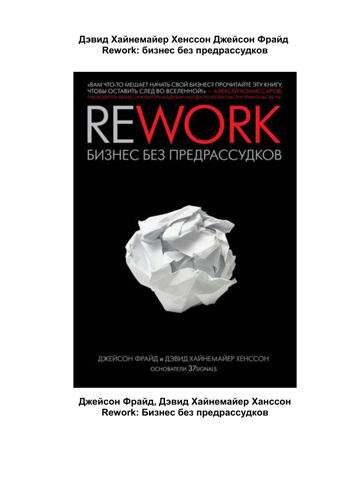 Дэвид Хайнемайер Хенссон Джейсон Фрайд
Rework: бизнес без предрассудков
«ВАМ ЧТО-ТО МЕШАЕТ НАЧАТЬ СВОЙ БИЗНЕС? ПРОЧИТАЙТЕ ЭТУ КНИГУ,
ЧТОБЫ ОСТАВИТЬ СЛЕД ВО ВСЕЛЕННОЙ» — АЛЕКСЕЙ КОМИССАРОВ,
REWORK
БИЗНЕС БЕЗ ПРЕДРАССУДКОВ
ДЖЕЙСОН ФРАЙД И ДЭВИД ХАЙНЕМАЙЕР ХЕНССОН
ОСНОВАТЕЛИ 37SIGNALS
Джейсон Фрайд, Дэвид Хайнемайер Ханссон
Rework: Бизнес без предрассудков